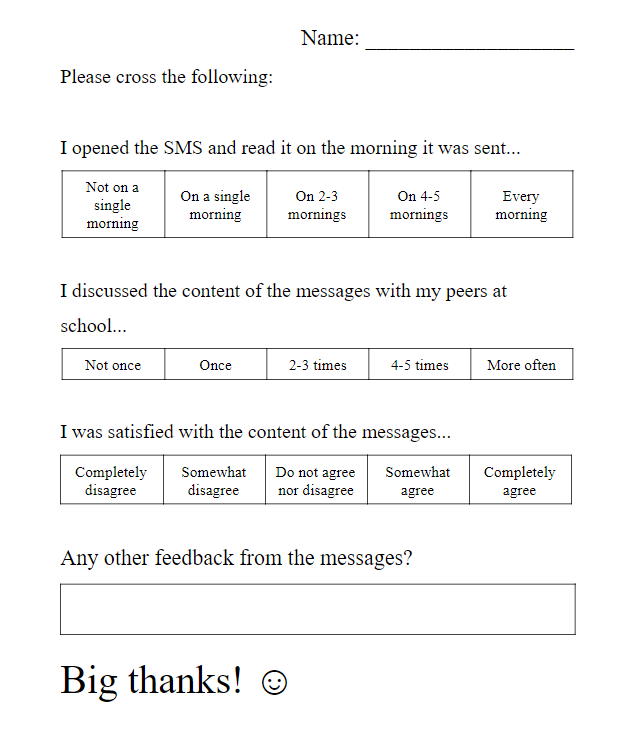 Name: ___________________
Please cross the following:
I opened the SMS and read it on the morning it was sent...
Not on a single morning On a single morning On 2-3 mornings On 4-5 mornings Every morning
I discussed the content of the messages with my peers at
school...
Not once Once 2-3 times 4-5 times More often
I was satisfied with the content of the messages...
Completely disagree Somewhat disagree Do not agree nor disagree Somewhat agree Completely agree
Any other feedback from the messages?
Big thanks! ☺